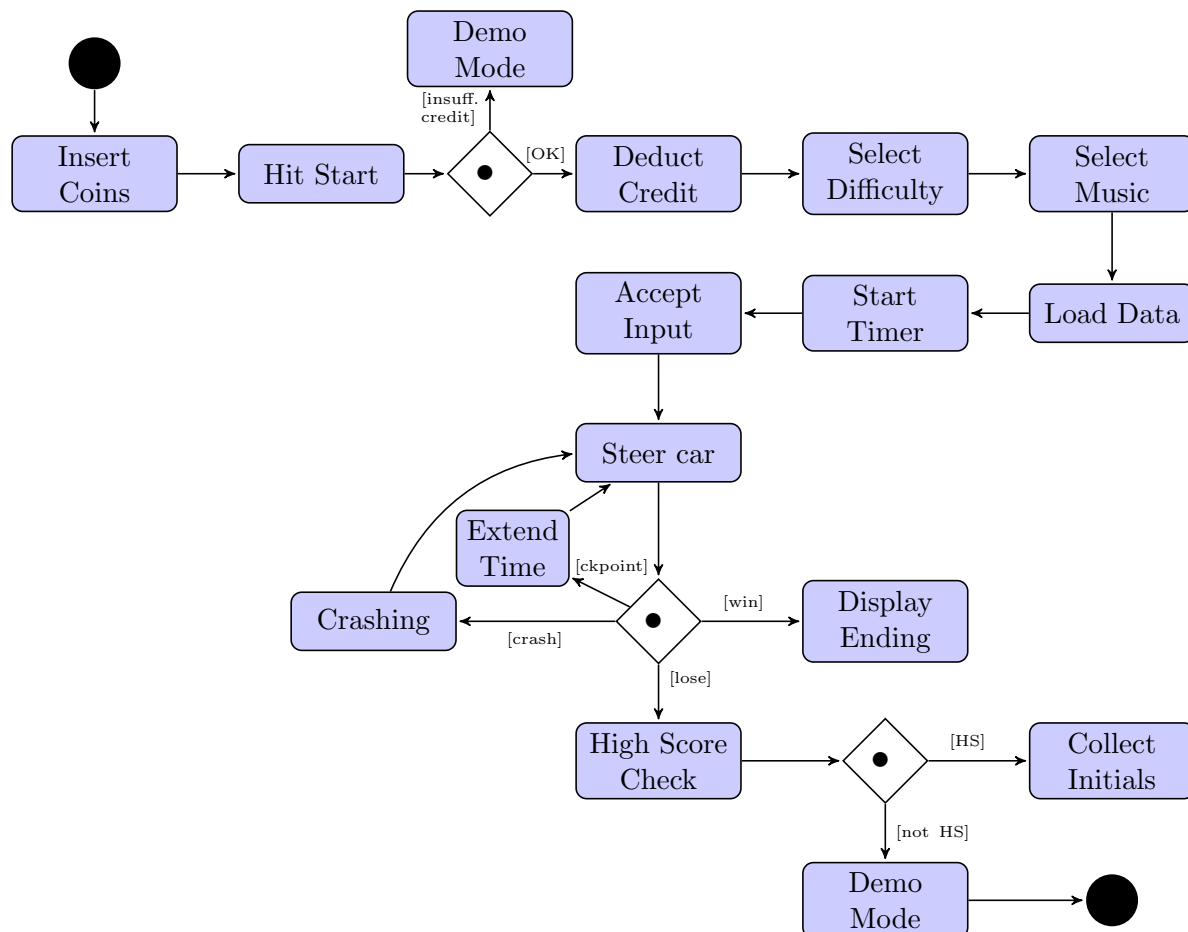 Demo
Mode
[insuff.
credit]
Insert
Coins
Hit Start
[OK]
Deduct
Credit
Select
Difficulty
Select
Music
Accept
Input
Start
Timer
Load Data
Steer car
Extend
Time
[ckpoint]
Crashing
[crash]
[win]
Display
Ending
[lose]
High Score
Check
[HS]
Collect
Initials
[not HS]
Demo
Mode